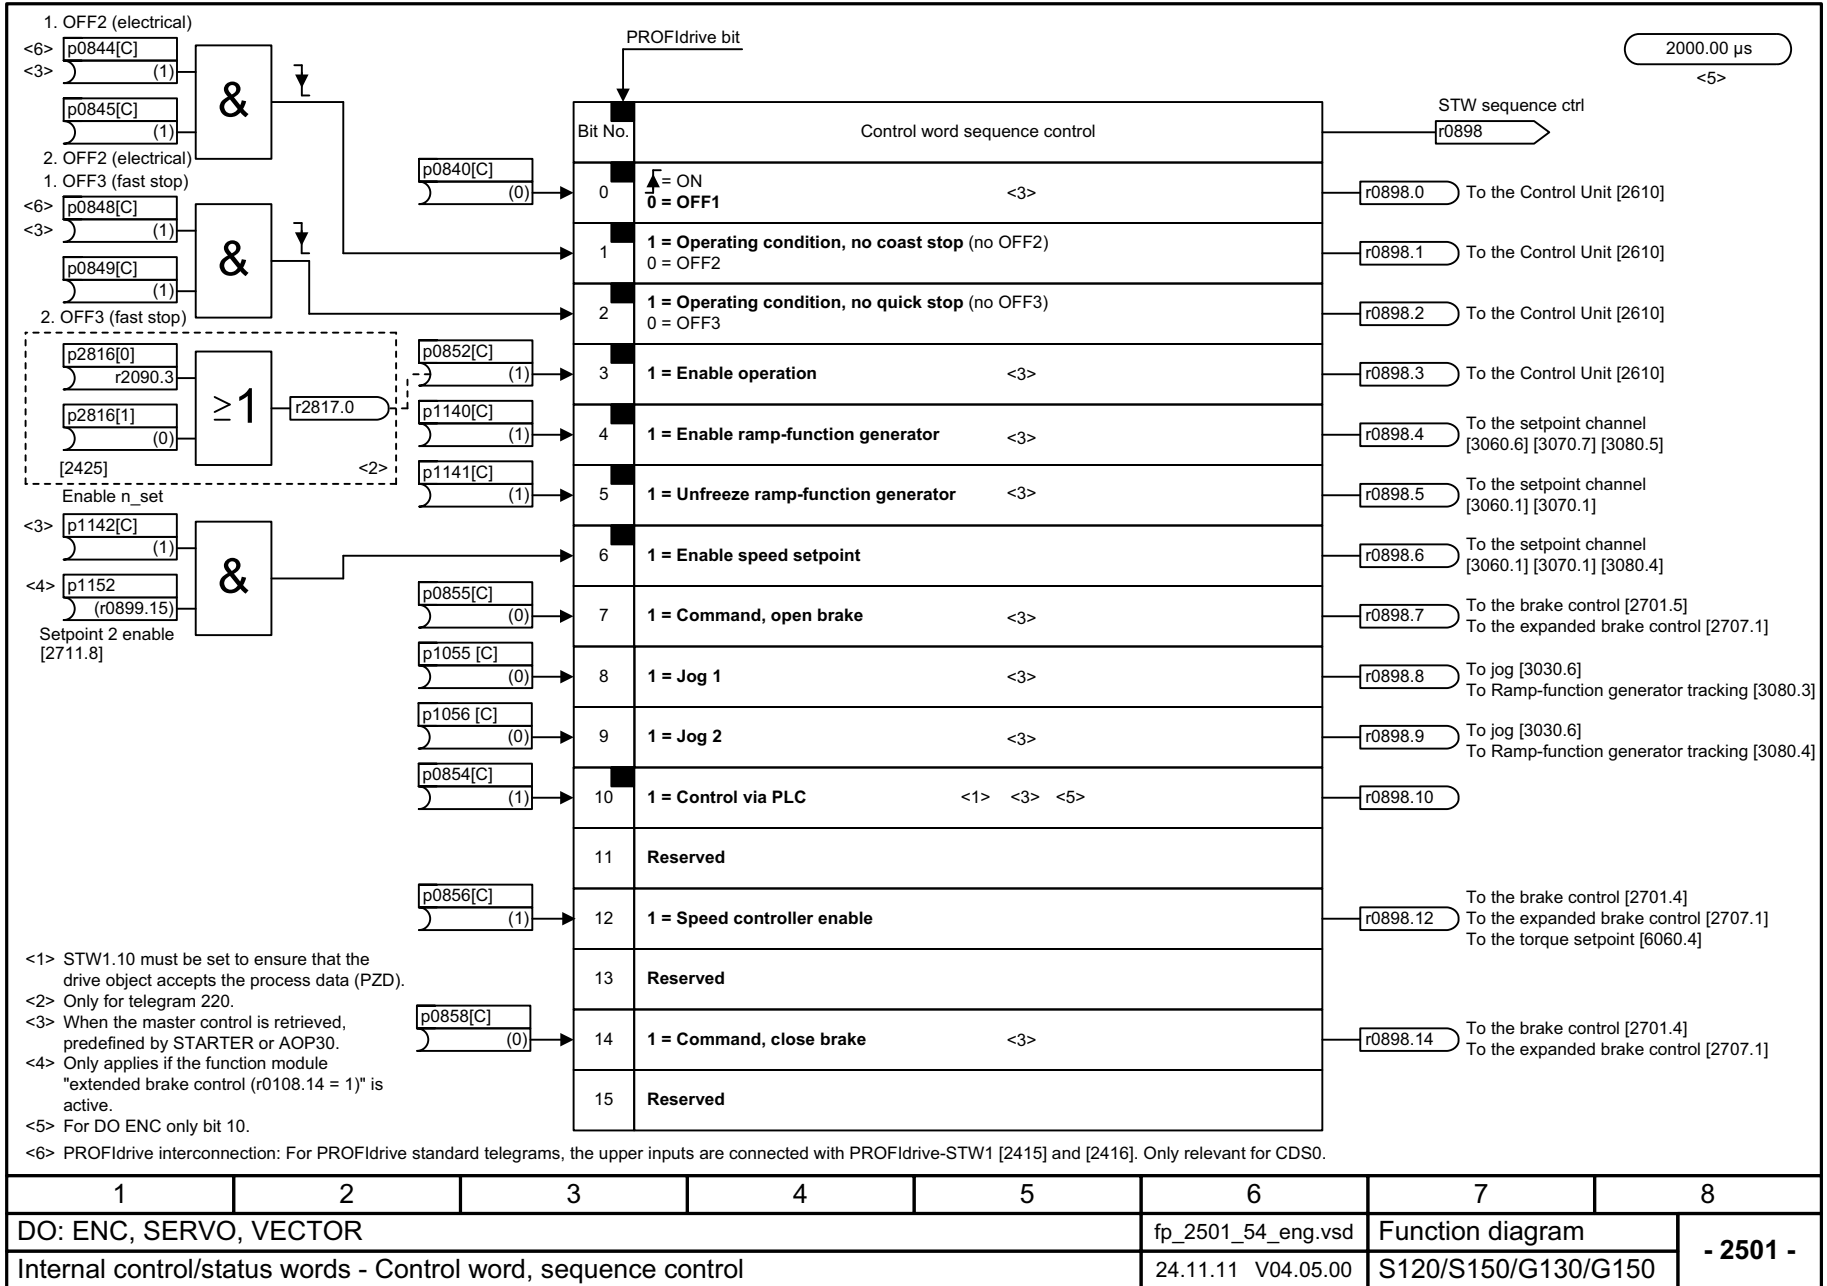 1. OFF2 (electrical)
<6> p0844[C]
<3> (1)
&
p0845[C]
(1)
2. OFF2 (electrical)
1. OFF3 (fast stop)
<6> p0848[C]
<3> (1)
&
p0849[C]
(1)
2. OFF3 (fast stop)
p2816[0]
r2090.3
≥1
r2817.0
p2816[1]
(0)
[2425] <2>
Enable n_set
<3> p1142[C]
(1)
&
<4> p1152
(r0899.15)
Setpoint 2 enable
[2711.8]
PROFIdrive bit
2000.00 µs
<5>
Bit No. Control word sequence control
STW sequence ctrl
r0898
p0840[C]
(0)
0 = ON
0 = OFF1 <3>
r0898.0 To the Control Unit [2610]
1 1 = Operating condition, no coast stop (no OFF2)
0 = OFF2
r0898.1 To the Control Unit [2610]
2 1 = Operating condition, no quick stop (no OFF3)
0 = OFF3
r0898.2 To the Control Unit [2610]
p0852[C]
(1)
3 1 = Enable operation <3>
r0898.3 To the Control Unit [2610]
p1140[C]
(1)
4 1 = Enable ramp-function generator <3>
r0898.4 To the setpoint channel
[3060.6] [3070.7] [3080.5]
p1141[C]
(1)
5 1 = Unfreeze ramp-function generator <3>
r0898.5 To the setpoint channel
[3060.1] [3070.1]
6 1 = Enable speed setpoint
r0898.6 To the setpoint channel
[3060.1] [3070.1] [3080.4]
p0855[C]
(0)
7 1 = Command, open brake <3>
r0898.7 To the brake control [2701.5]
To the expanded brake control [2707.1]
p1055 [C]
(0)
8 1 = Jog 1 <3>
r0898.8 To jog [3030.6]
To Ramp-function generator tracking [3080.3]
p1056 [C]
(0)
9 1 = Jog 2 <3>
r0898.9 To jog [3030.6]
To Ramp-function generator tracking [3080.4]
p0854[C]
(1)
10 1 = Control via PLC <1> <3> <5>
r0898.10
11 Reserved
p0856[C]
(1)
12 1 = Speed controller enable
r0898.12 To the brake control [2701.4]
To the expanded brake control [2707.1]
To the torque setpoint [6060.4]
13 Reserved
p0858[C]
(0)
14 1 = Command, close brake <3>
r0898.14 To the brake control [2701.4]
To the expanded brake control [2707.1]
15 Reserved
<1> STW1.10 must be set to ensure that the
drive object accepts the process data (PZD).
<2> Only for telegram 220.
<3> When the master control is retrieved,
predefined by STARTER or AOP30.
<4> Only applies if the function module
"extended brake control (r0108.14 = 1)" is
active.
<5> For DO ENC only bit 10.
<6> PROFIdrive interconnection: For PROFIdrive standard telegrams, the upper inputs are connected with PROFIdrive-STW1 [2415] and [2416]. Only relevant for CDS0.
1 2 3 4 5 6 7 8
DO: ENC, SERVO, VECTOR fp_2501_54_eng.vsd Function diagram
- 2501 -
Internal control/status words - Control word, sequence control 24.11.11 V04.05.00 S120/S150/G130/G150